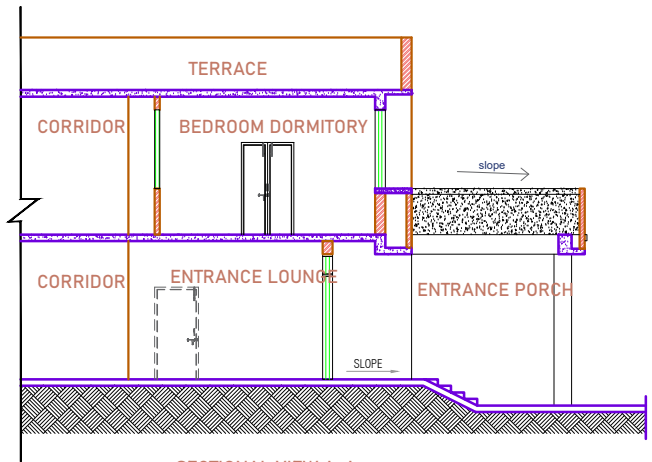 TERRACE
CORRIDOR
BEDROOM DORMITORY
slope
CORRIDOR
ENTRANCE LOUNGE
ENTRANCE PORCH
SLOPE